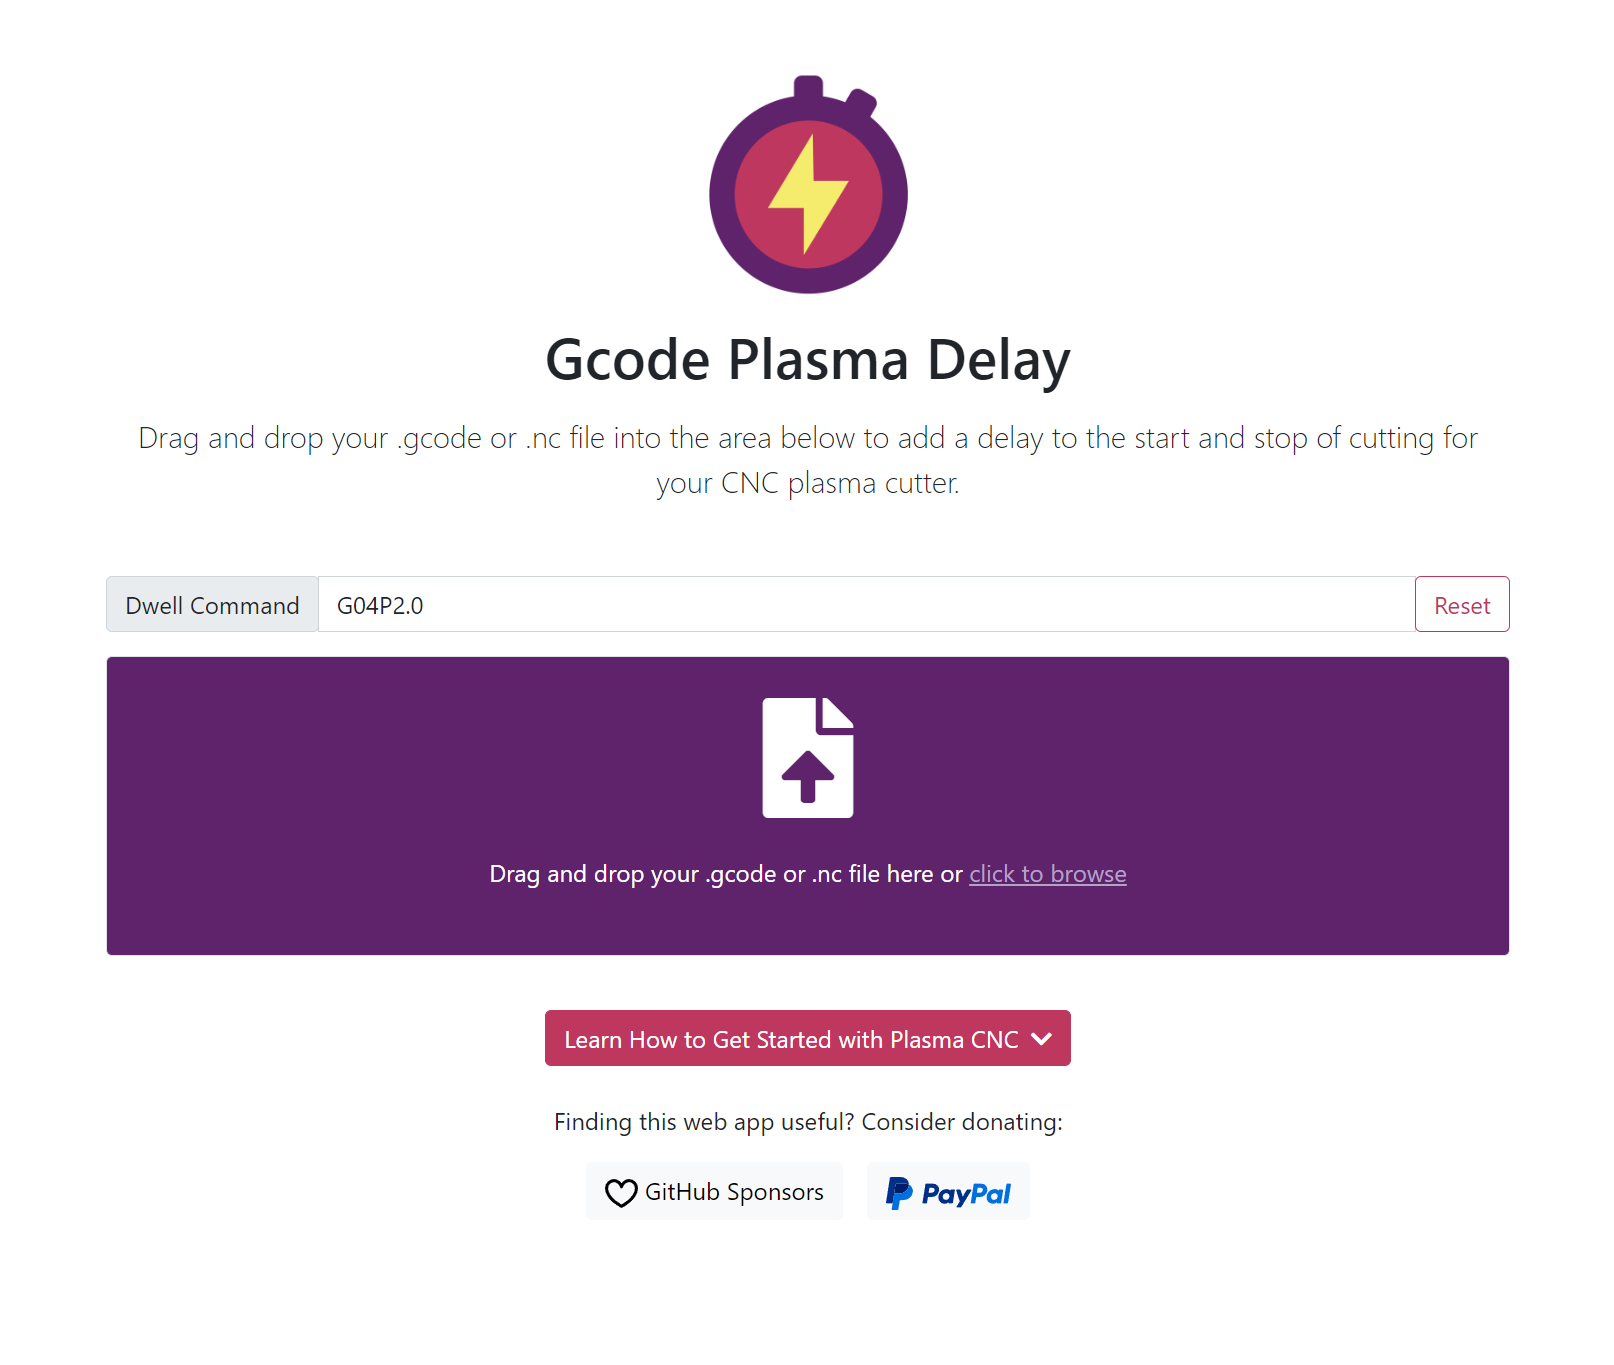 Gcode Plasma Delay
Drag and drop your .gcode or .nc file into the area below to add a delay to the start and stop of cutting for
your CNC plasma cutter.
Dwell Command G04P2.0 Reset
Drag and drop your .gcode or .nc file here or click to browse
Learn How to Get Started with Plasma CNC
Finding this web app useful? Consider donating:
GitHub Sponsors PayPal